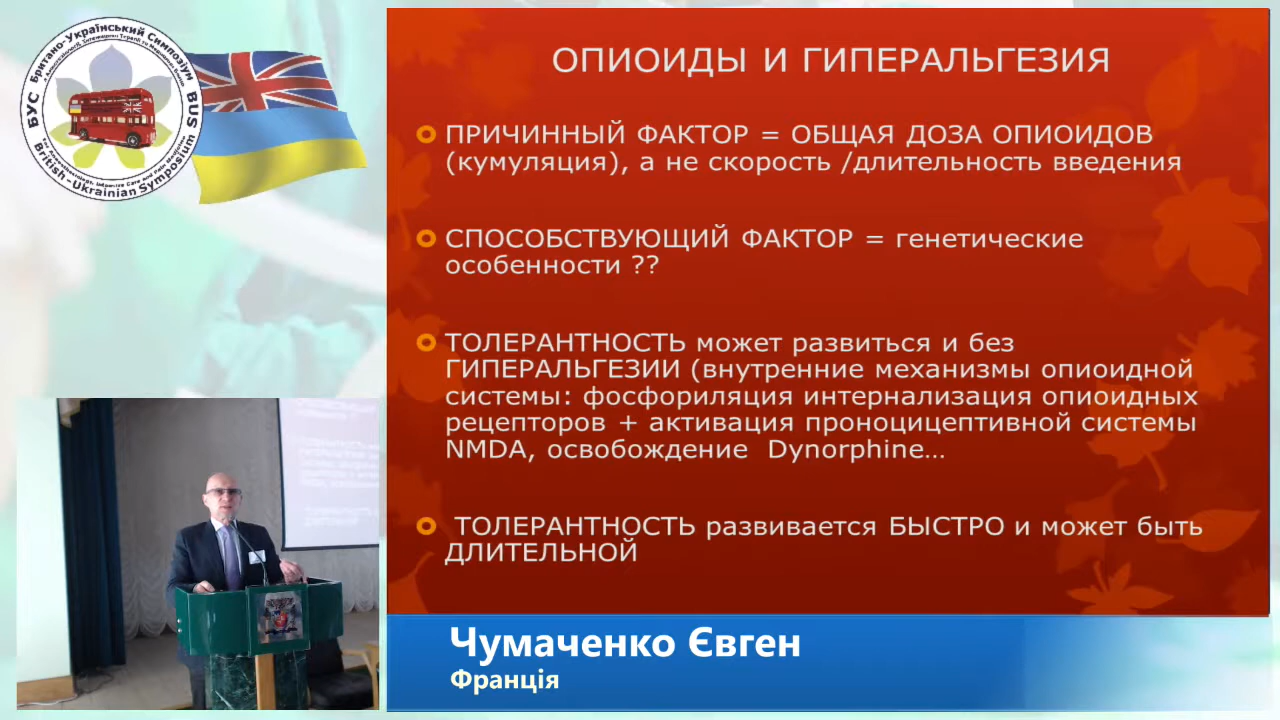 Британо-Український Симпозіум
БУС
BUS
British-Ukrainian Symposium
ОПИОИДЫ И ГИПЕРАЛЬГЕЗИЯ
ПРИЧИННЫЙ ФАКТОР = ОБЩАЯ ДОЗА ОПИОИДОВ
(кумуляция), а не скорость /длительность введения
СПОСОБСТВУЮЩИЙ ФАКТОР = генетические
особенности ??
ТОЛЕРАНТНОСТЬ может развиться и без
ГИПЕРАЛЬГЕЗИИ (внутренние механизмы опиоидной
системы: фосфориляция интернализация опиоидных
рецепторов + активация проноцицептивной системы
NMDA, освобождение Dynorphine…
ТОЛЕРАНТНОСТЬ развивается БЫСТРО и может быть
ДЛИТЕЛЬНОЙ
Чумаченко Євген
Франція